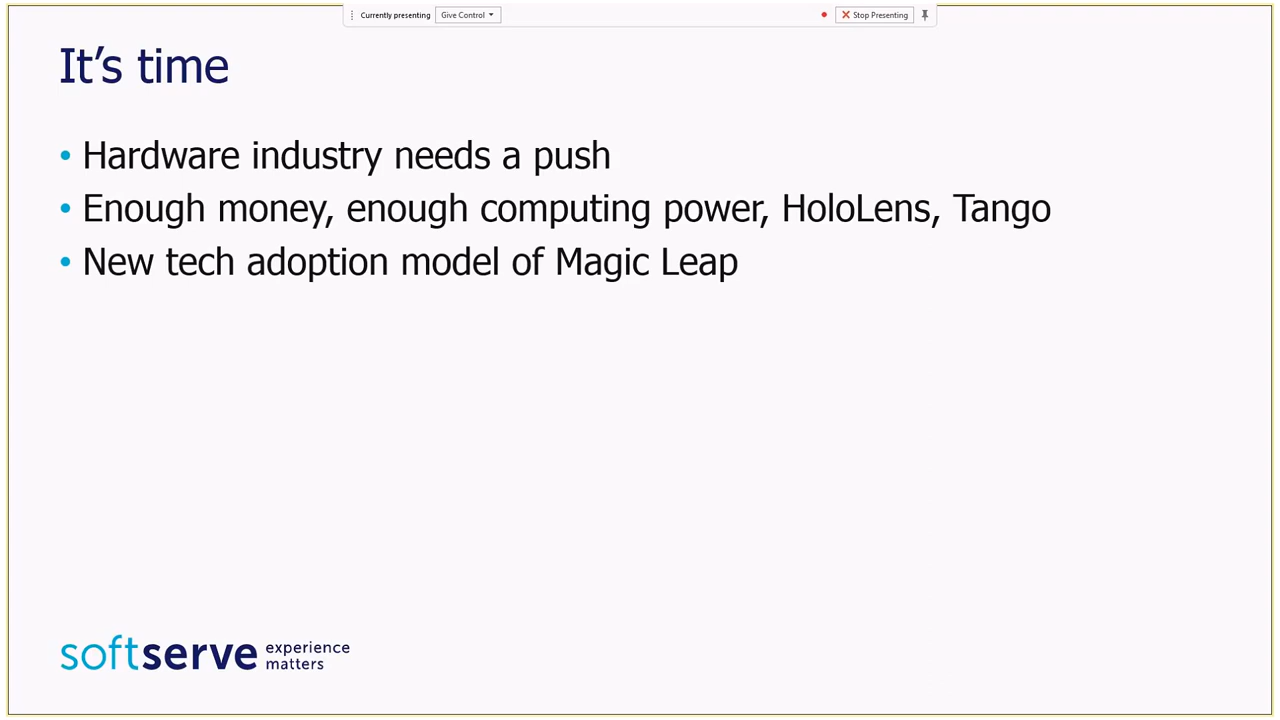 Currently presenting Give Control Stop Presenting
It's time
• Hardware industry needs a push
• Enough money, enough computing power, HoloLens, Tango
• New tech adoption model of Magic Leap
softserve experience
matters